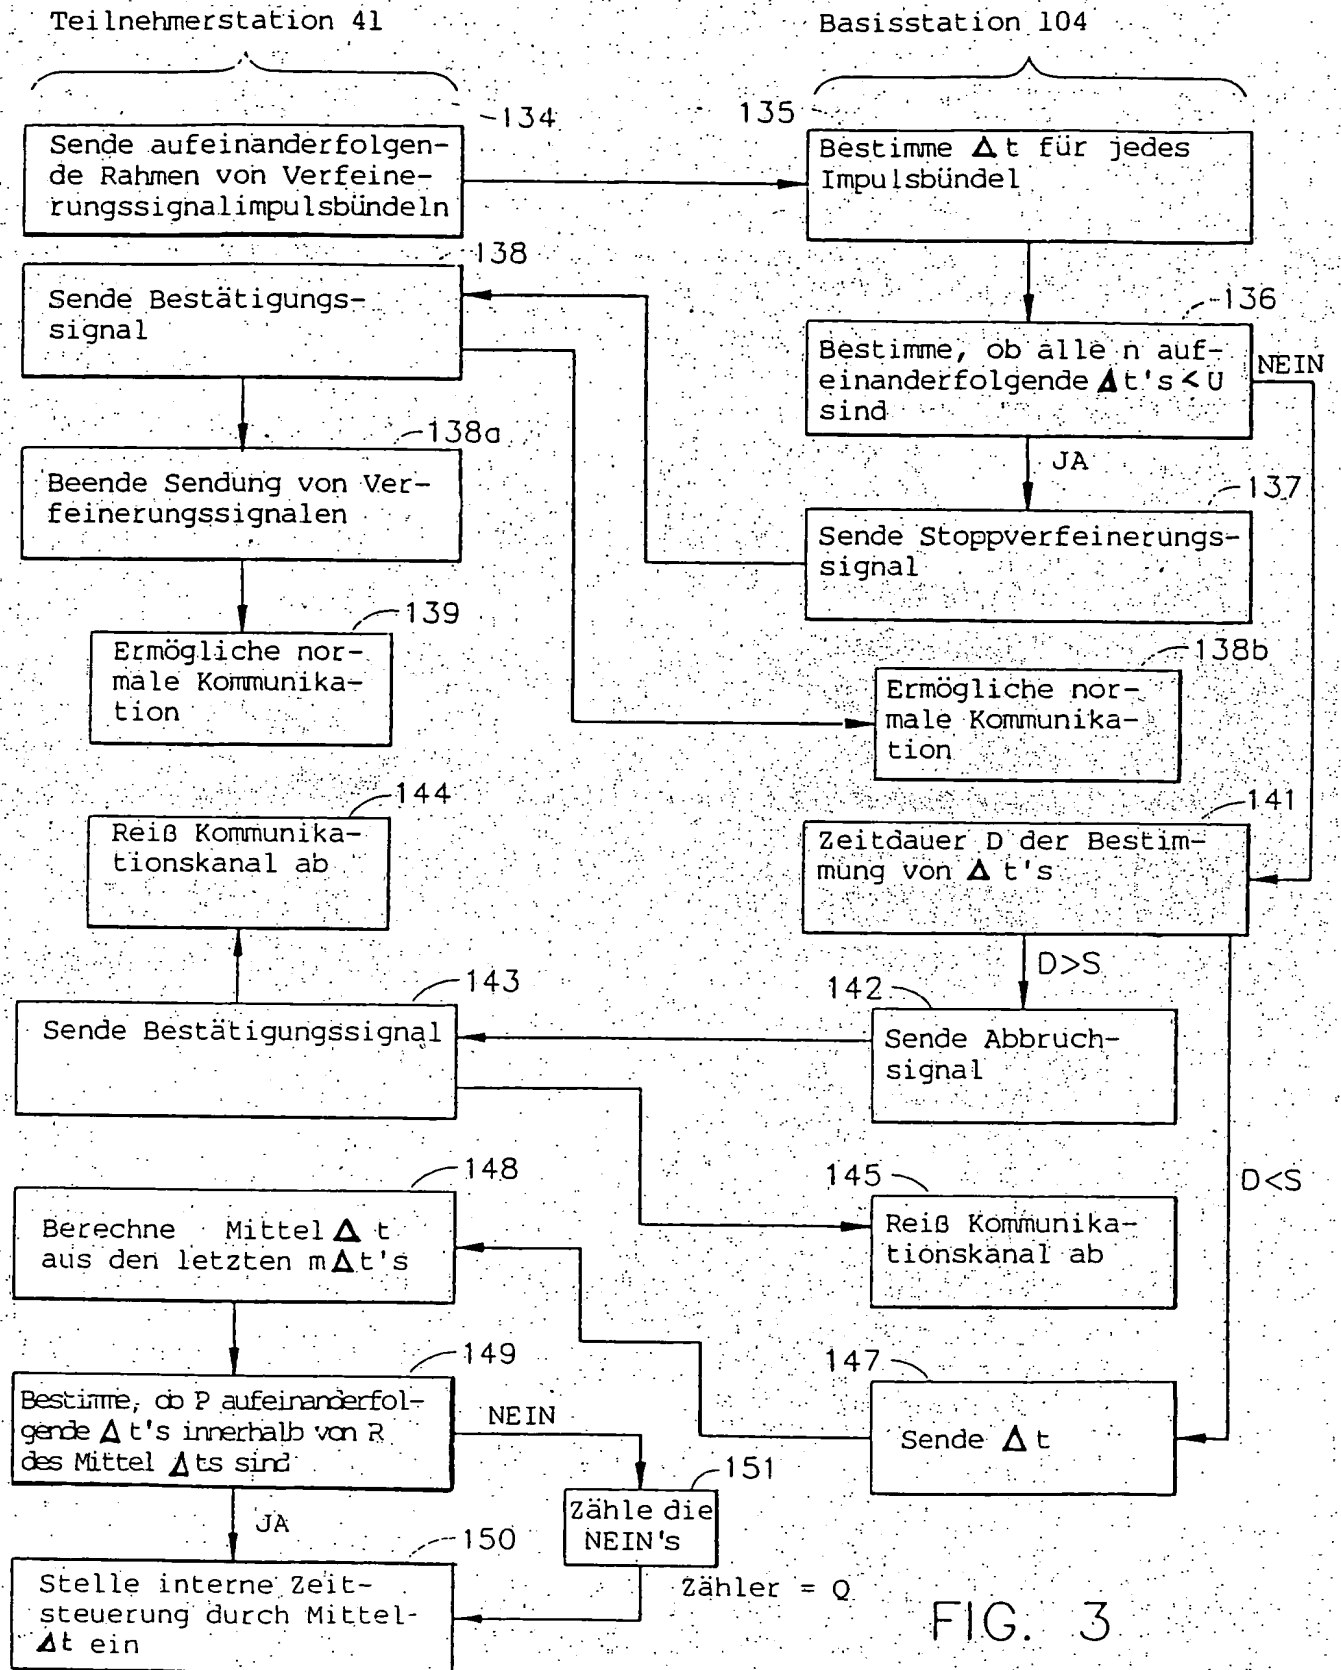 Teilnehmerstation 41
Basisstation 104
134
Sende aufeinanderfolgen-
de Rahmen von Verfeine-
rungssignalimpulsbündeln
135
Bestimme Δt für jedes
Impulsbündel
138
Sende Bestätigungs-
signal
136
Bestimme, ob alle n auf-
einanderfolgende Δt's < U
sind
NEIN
JA
138a
Beende Sendung von Ver-
feinerungssignalen
137
Sende Stoppverfeinerungs-
signal
139
Ermögliche nor-
male Kommunika-
tion
138b
Ermögliche nor-
male Kommunika-
tion
144
Reiß Kommunika-
tionskanal ab
141
Zeitdauer D der Bestim-
mung von Δt's
D>S
D<S
143
Sende Bestätigungssignal
142
Sende Abbruch-
signal
148
Berechne Mittel Δt
aus den letzten mΔt's
145
Reiß Kommunika-
tionskanal ab
149
Bestimme, ob P aufeinanderfol-
gende Δt's innerhalb von R
des Mittel Δts sind
NEIN
JA
147
Sende Δt
151
Zähle die
NEIN's
Zähler = Q
150
Stelle interne Zeit-
steuerung durch Mittel-
Δt ein
FIG. 3